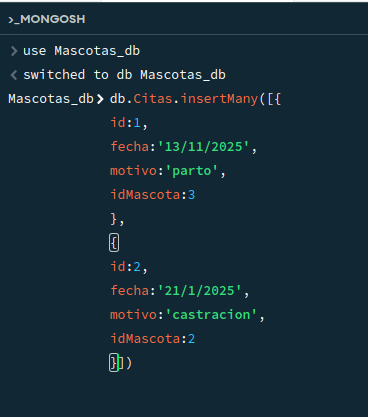 >_MONGOSH
> use Mascotas_db
< switched to db Mascotas_db
Mascotas_db> db.Citas.insertMany([{
id:1,
fecha:'13/11/2025',
motivo:'parto',
idMascota:3
},
{
id:2,
fecha:'21/1/2025',
motivo:'castracion',
idMascota:2
}])